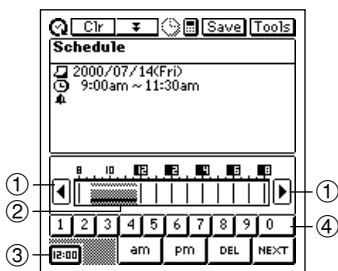 Clr Save Tools
Schedule
2000/07/14(Fri)
9:00am ~ 11:30am
8 10 12 2 4 6 8
① ①
②
1 2 3 4 5 6 7 8 9 0 ④
③ 12:00 am pm DEL NEXT